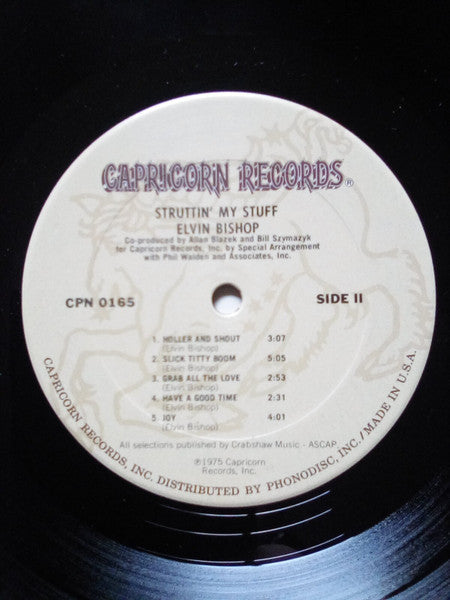 CAPRICORN RECORDS®
STRUTTIN' MY STUFF
ELVIN BISHOP
Co-produced by Allan Blazek and Bill Szymazyk
for Capricorn Records, Inc. by Special Arrangement
with Phil Walden and Associates, Inc.
CPN 0165
SIDE II
1. HOLLER AND SHOUT 3:07
(Elvin Bishop)
2. SLICK TITTY BOOM 5:05
(Elvin Bishop)
3. GRAB ALL THE LOVE 2:53
(Elvin Bishop)
4. HAVE A GOOD TIME 2:31
(Elvin Bishop)
5. JOY 4:01
(Elvin Bishop)
All selections published by Crabshaw Music - ASCAP
℗1975 Capricorn
Records, Inc.
CAPRICORN RECORDS, INC. DISTRIBUTED BY PHONODISC, INC./MADE IN U.S.A.